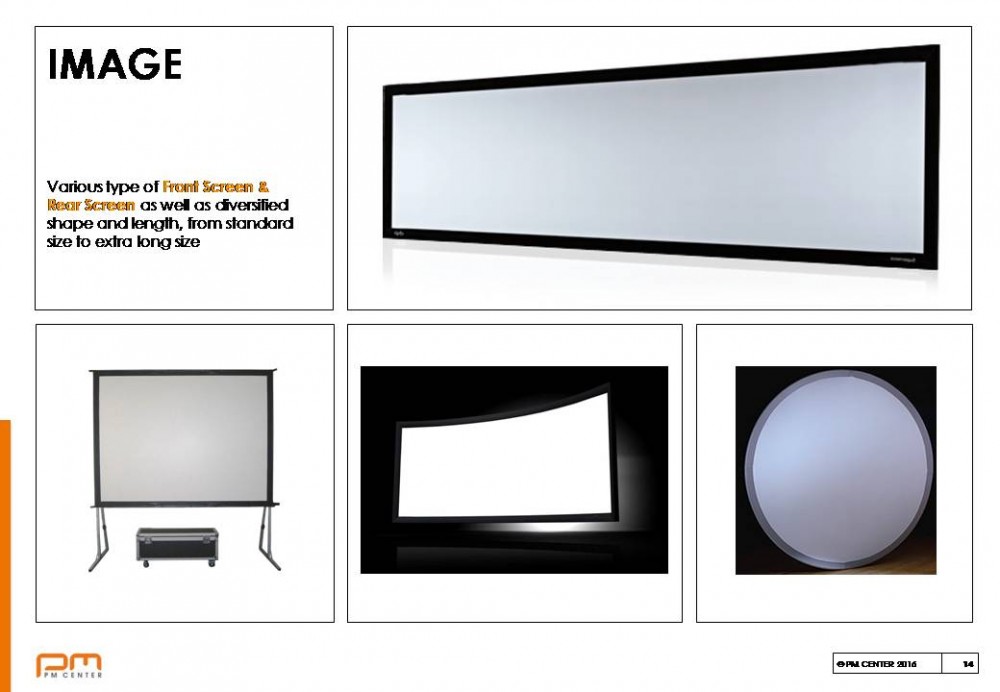 IMAGE
Various type of Front Screen &
Rear Screen as well as diversified
shape and length, from standard
size to extra long size
pm
PM CENTER
©PM CENTER 2016
14